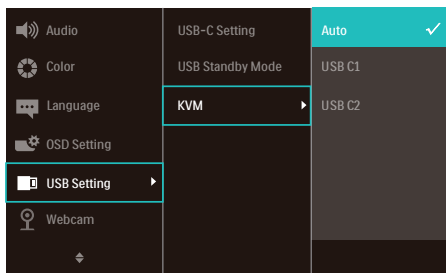 Audio
Color
Language
OSD Setting
USB Setting
Webcam
USB-C Setting
USB Standby Mode
KVM
Auto
USB C1
USB C2